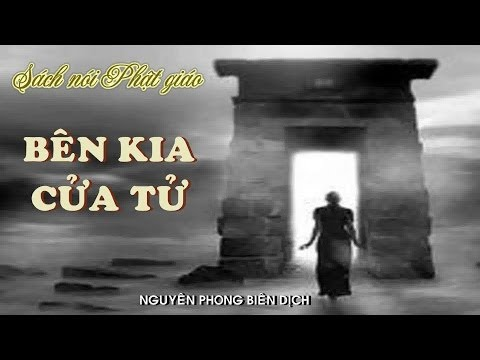 Sách nói Phật giáo
BÊN KIA
CỬA TỬ
NGUYÊN PHONG BIÊN DỊCH